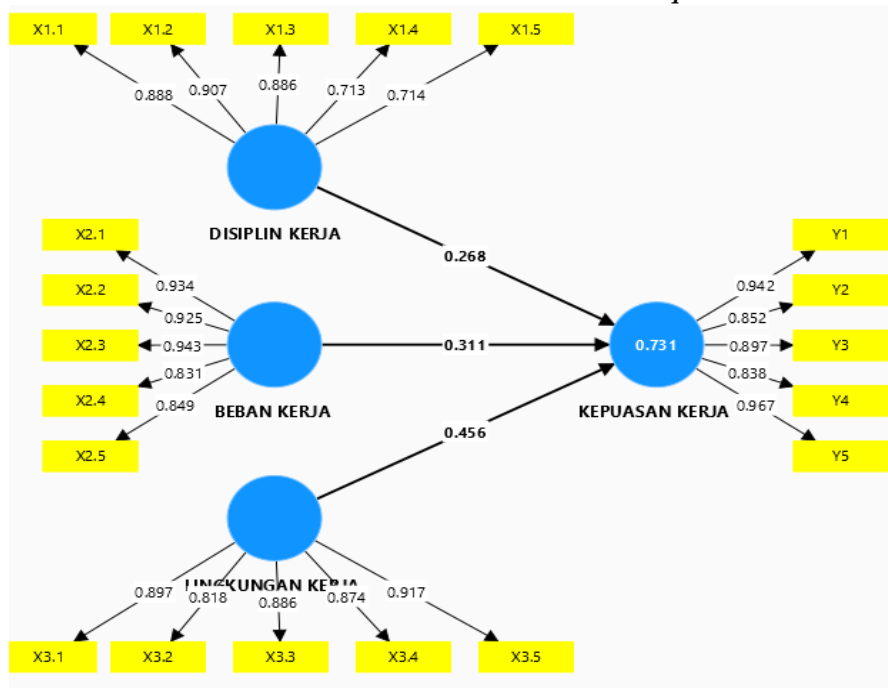 X1.1 X1.2 X1.3 X1.4 X1.5
0.888 0.907 0.886 0.713 0.714
DISIPLIN KERJA
0.268
X2.1
X2.2
X2.3
X2.4
X2.5
0.934
0.925
0.943
0.831
0.849
BEBAN KERJA
0.311
0.456
0.731
KEPUASAN KERJA
0.942
0.852
0.897
0.838
0.967
Y1
Y2
Y3
Y4
Y5
LINGKUNGAN KERJA
0.897 0.818 0.886 0.874 0.917
X3.1 X3.2 X3.3 X3.4 X3.5